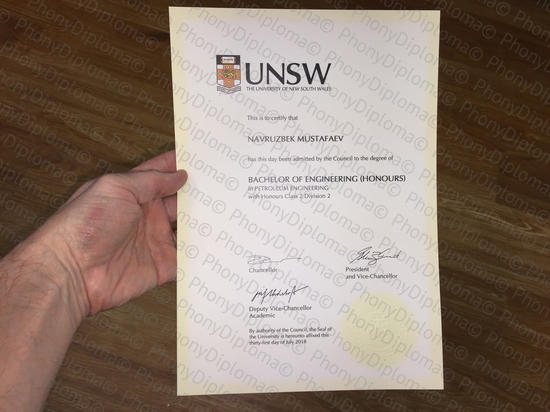 UNSW
THE UNIVERSITY OF NEW SOUTH WALES
This is to certify that
NAVRUZBEK MUSTAFAEV
has this day been admitted by the Council to the degree of
BACHELOR OF ENGINEERING (HONOURS)
in PETROLEUM ENGINEERING
with Honours Class 2 Division 2
Chancellor
President
and Vice-Chancellor
Deputy Vice-Chancellor
Academic
By authority of the Council, the Seal of
the University is hereunto affixed this
thirty-first day of July 2018
PhonyDiploma©